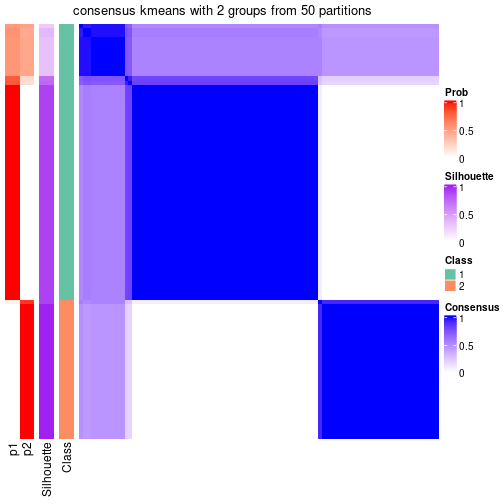 consensus kmeans with 2 groups from 50 partitions
Prob
1
0.5
0
Silhouette
1
0.5
0
Class
1
2
Consensus
1
0.5
0
p1
p2
Silhouette
Class